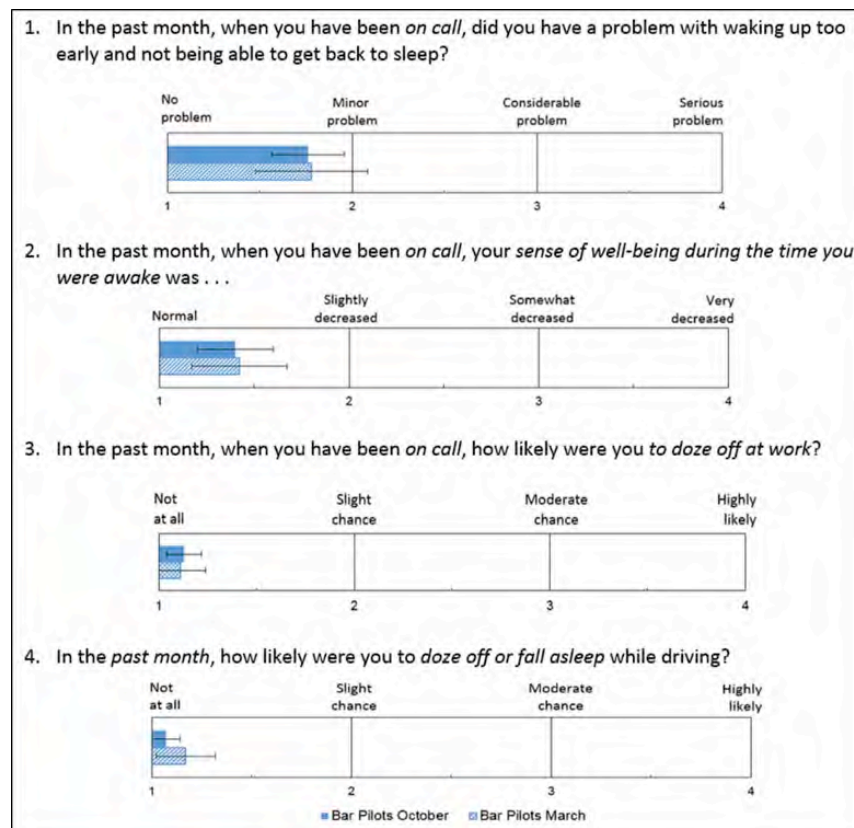 1. In the past month, when you have been on call, did you have a problem with waking up too
early and not being able to get back to sleep?
No
problem
Minor
problem
Considerable
problem
Serious
problem
1 2 3 4
2. In the past month, when you have been on call, your sense of well-being during the time you
were awake was . . .
Normal
Slightly
decreased
Somewhat
decreased
Very
decreased
1 2 3 4
3. In the past month, when you have been on call, how likely were you to doze off at work?
Not
at all
Slight
chance
Moderate
chance
Highly
likely
1 2 3 4
4. In the past month, how likely were you to doze off or fall asleep while driving?
Not
at all
Slight
chance
Moderate
chance
Highly
likely
1 2 3 4
Bar Pilots October Bar Pilots March